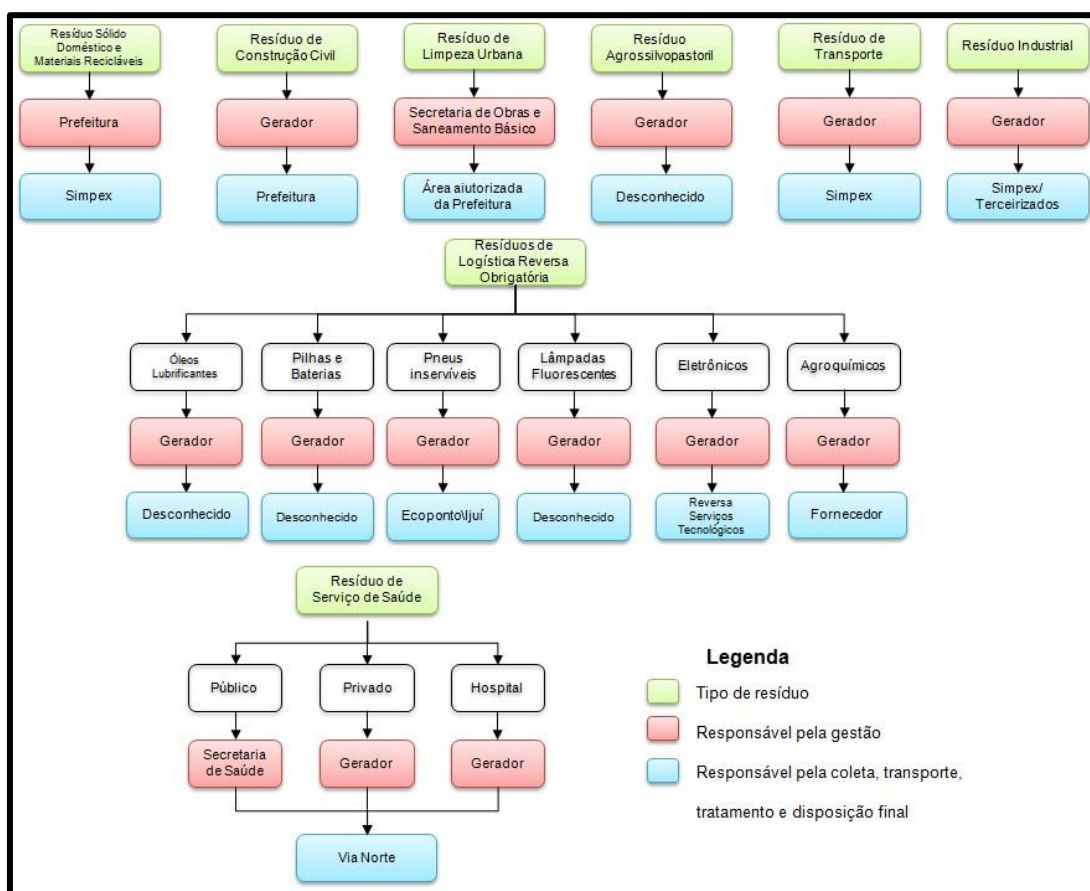 Resíduo Sólido
Doméstico e
Materiais Recicláveis
Resíduo de
Construção Civil
Resíduo de
Limpeza Urbana
Resíduo
Agrossilvopastoril
Resíduo de
Transporte
Resíduo Industrial
Prefeitura
Gerador
Secretaria de Obras e
Saneamento Básico
Gerador
Gerador
Gerador
Simpex
Prefeitura
Área aiutorizada
da Prefeitura
Desconhecido
Simpex
Simpex/
Terceirizados
Resíduos de
Logística Reversa
Obrigatória
Óleos
Lubrificantes
Pilhas e
Baterias
Pneus
inservíveis
Lâmpadas
Fluorescentes
Eletrônicos
Agroquímicos
Gerador
Gerador
Gerador
Gerador
Gerador
Gerador
Desconhecido
Desconhecido
Ecoponto\Ijuí
Desconhecido
Reversa
Serviços
Tecnológicos
Fornecedor
Resíduo de
Serviço de Saúde
Público
Privado
Hospital
Secretaria
de Saúde
Gerador
Gerador
Via Norte
Legenda
Tipo de resíduo
Responsável pela gestão
Responsável pela coleta, transporte,
tratamento e disposição final